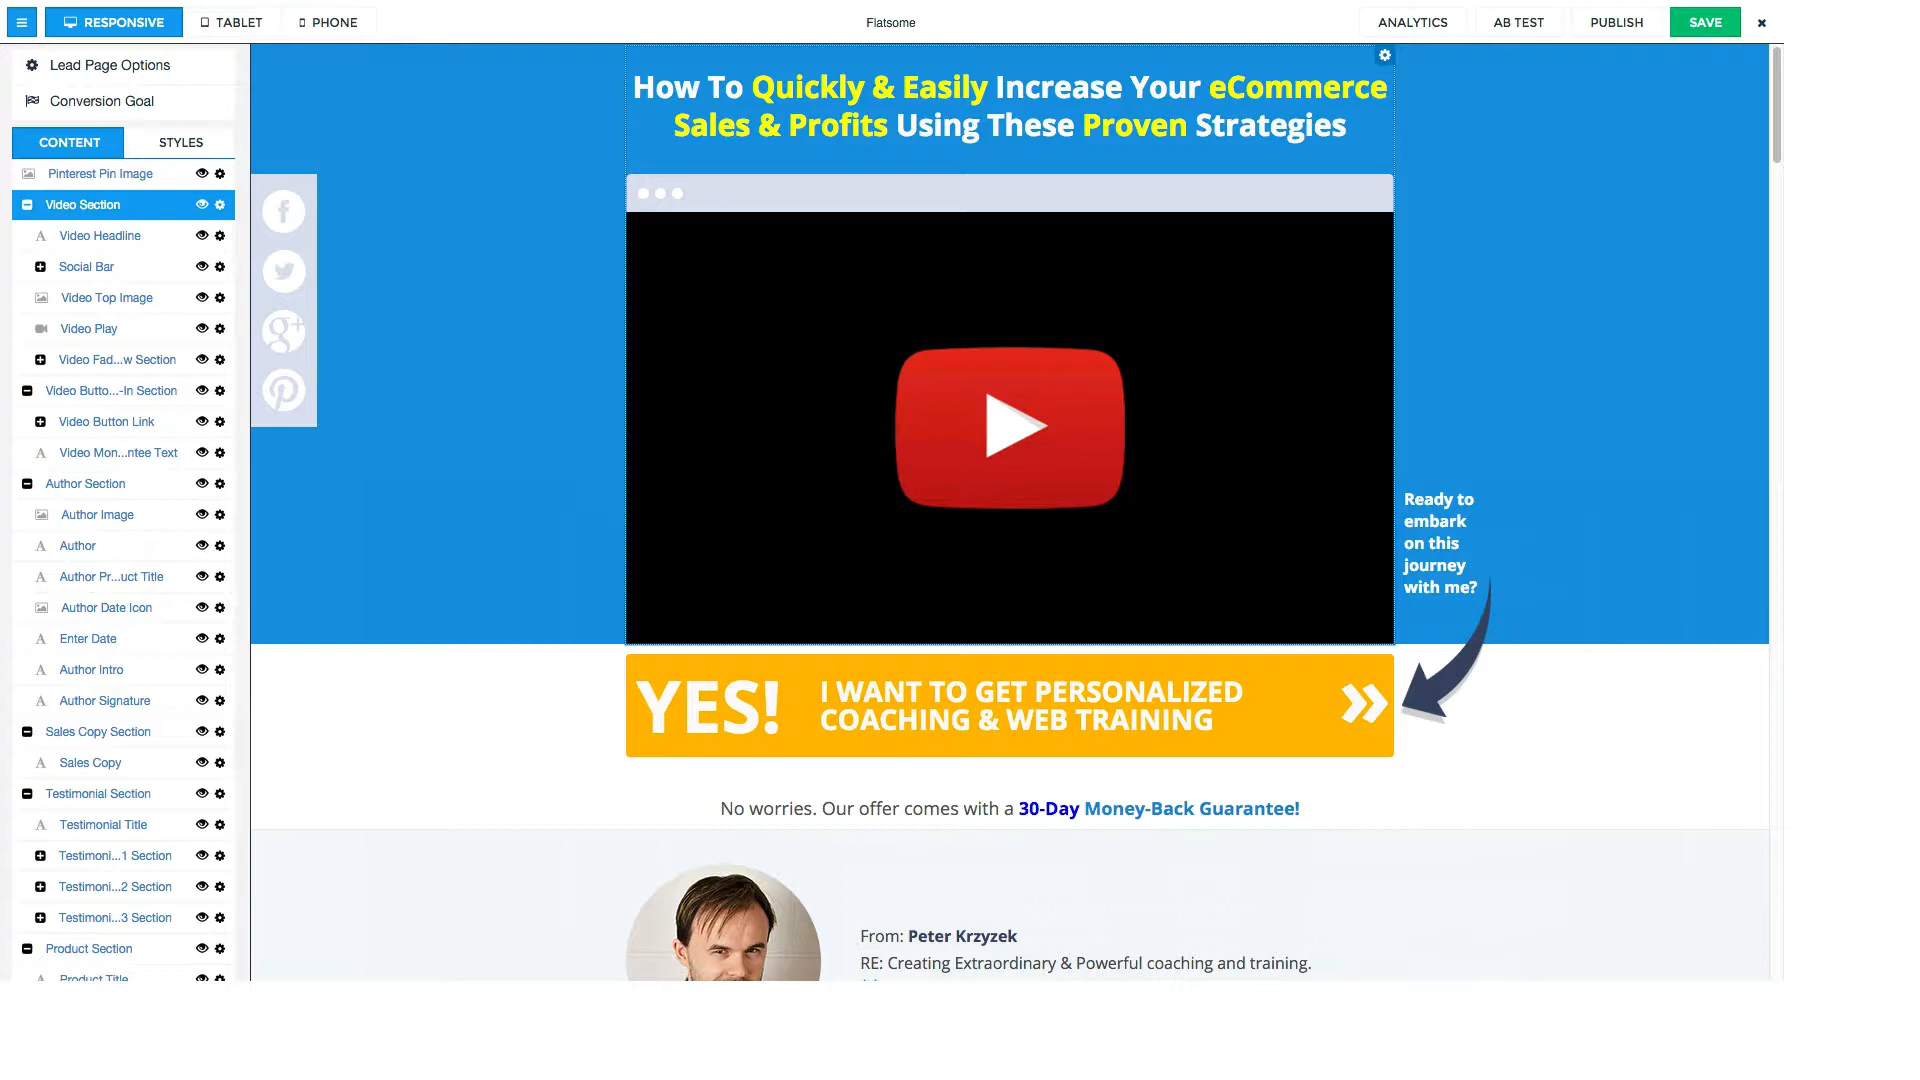 RESPONSIVE
TABLET
PHONE
Flatsome
ANALYTICS
AB TEST
PUBLISH
SAVE
Lead Page Options
Conversion Goal
CONTENT
STYLES
Pinterest Pin Image
Video Section
Video Headline
Social Bar
Video Top Image
Video Play
Video Fad...w Section
Video Butto...-In Section
Video Button Link
Video Mon...ntee Text
Author Section
Author Image
Author
Author Pr...uct Title
Author Date Icon
Enter Date
Author Intro
Author Signature
Sales Copy Section
Sales Copy
Testimonial Section
Testimonial Title
Testimoni...1 Section
Testimoni...2 Section
Testimoni...3 Section
Product Section
Product Title
How To Quickly & Easily Increase Your eCommerce
Sales & Profits Using These Proven Strategies
Ready to
embark
on this
journey
with me?
YES!
I WANT TO GET PERSONALIZED
COACHING & WEB TRAINING
No worries. Our offer comes with a 30-Day Money-Back Guarantee!
From: Peter Krzyzek
RE: Creating Extraordinary & Powerful coaching and training.